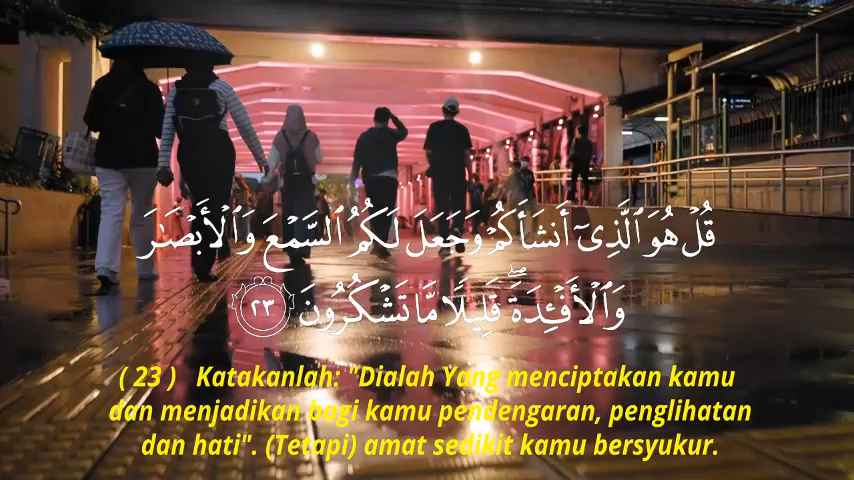 قُلْ هُوَ ٱلَّذِىٓ أَنشَأَكُمْ وَجَعَلَ لَكُمُ ٱلسَّمْعَ وَٱلْأَبْصَٰرَ
وَٱلْأَفْـِٔدَةَ ۖ قَلِيلًا مَّا تَشْكُرُونَ ٢٣
( 23 ) Katakanlah: "Dialah Yang menciptakan kamu
dan menjadikan bagi kamu pendengaran, penglihatan
dan hati". (Tetapi) amat sedikit kamu bersyukur.